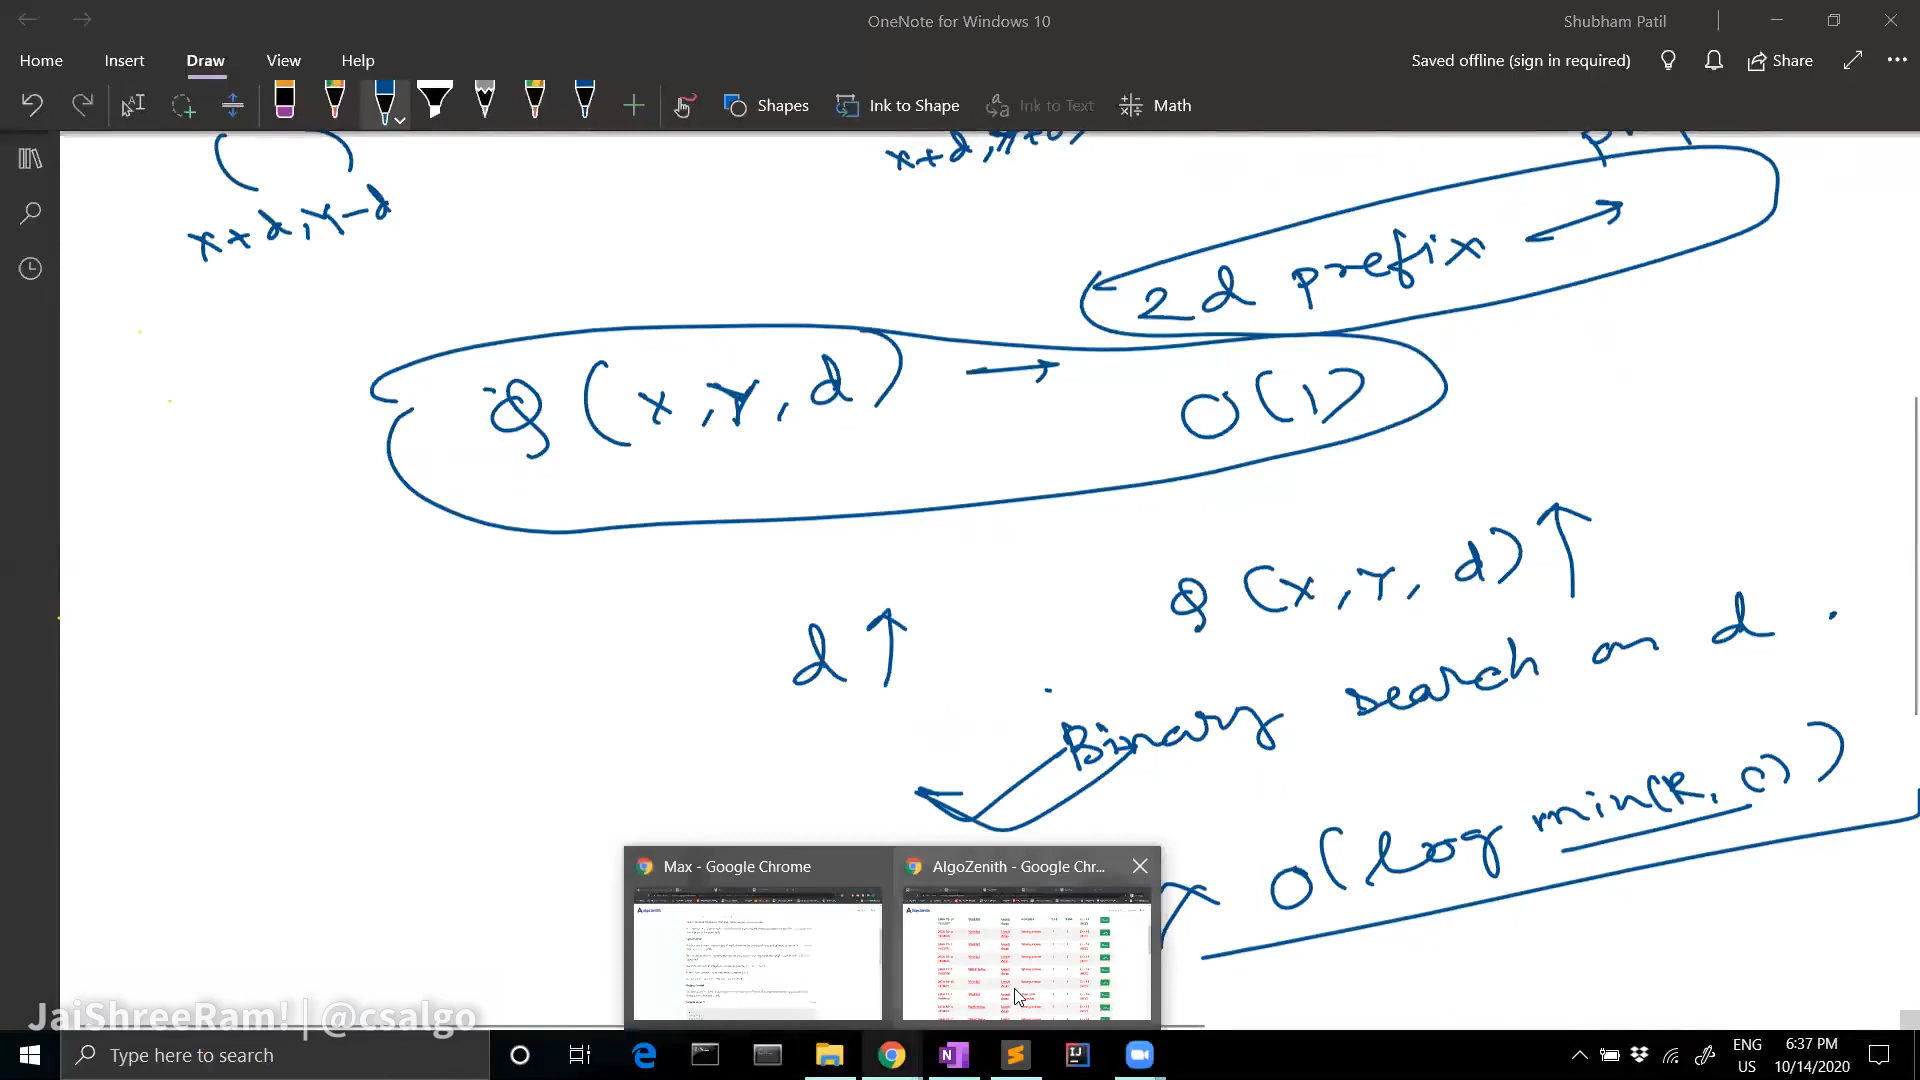 OneNote for Windows 10
Shubham Patil
Home
Insert
Draw
View
Help
Saved offline (sign in required)
Share
Shapes
Ink to Shape
Ink to Text
Math
x+d, y-d
2d prefix →
Q (x, y, d) → O(1)
Q (x, y, d) ↑
d ↑
Binary search on d.
O(log min(R, C))
Max - Google Chrome
AlgoZenith - Google Chr...
JaiShreeRam! | @csalgo
Type here to search
ENG
US
6:37 PM
10/14/2020